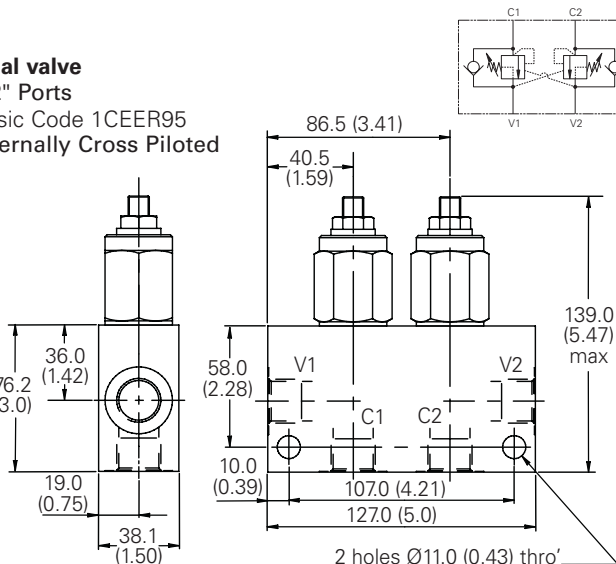 C1 C2
V1 V2
al valve
" Ports
sic Code 1CEER95
ernally Cross Piloted
86.5 (3.41)
40.5
(1.59)
139.0
(5.47)
max
36.0
(1.42)
76.2
3.0)
58.0
(2.28)
V1 V2
C1 C2
10.0
(0.39)
19.0
(0.75)
107.0 (4.21)
127.0 (5.0)
38.1
(1.50)
2 holes Ø11.0 (0.43) thro'